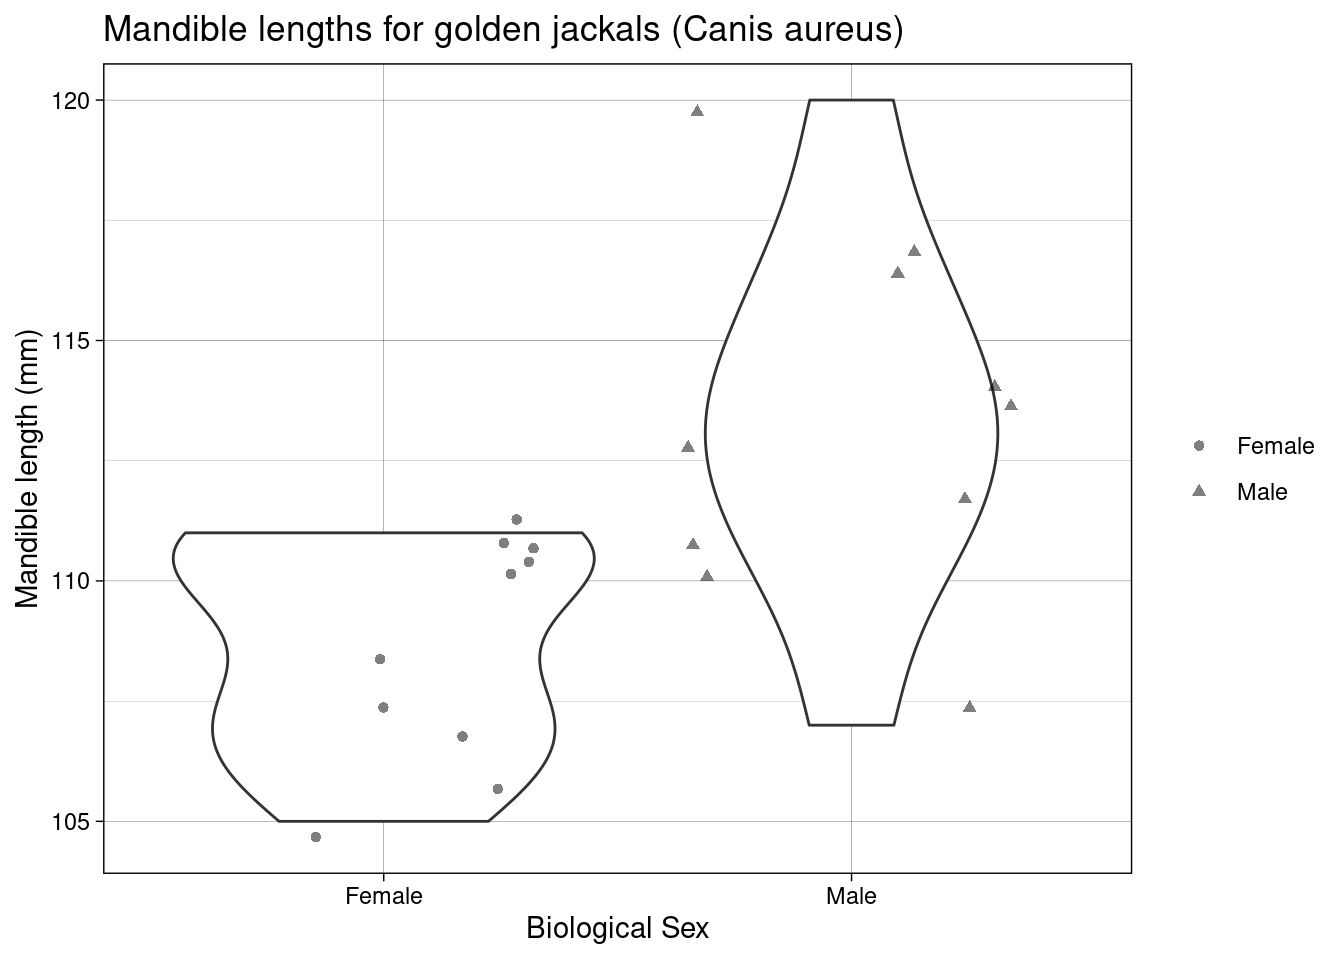 Mandible lengths for golden jackals (Canis aureus)
120
115
110
105
Mandible length (mm)
Female
Male
Biological Sex
Female
Male